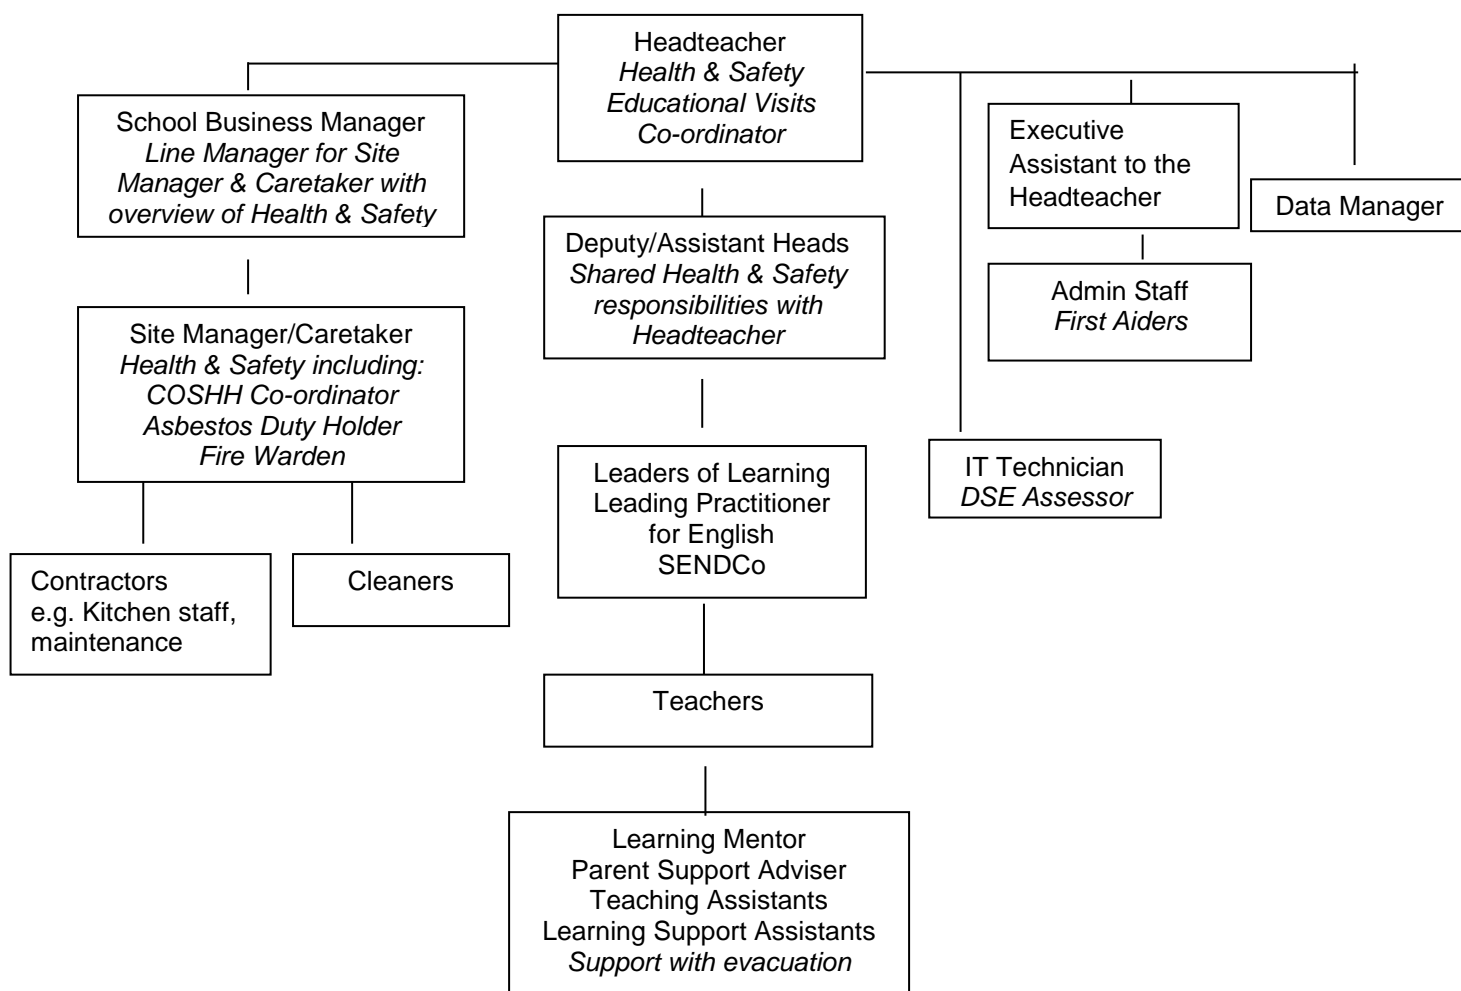 Headteacher
Health & Safety
Educational Visits
Co-ordinator
School Business Manager
Line Manager for Site
Manager & Caretaker with
overview of Health & Safety
Executive
Assistant to the
Headteacher
Data Manager
Deputy/Assistant Heads
Shared Health & Safety
responsibilities with
Headteacher
Admin Staff
First Aiders
Site Manager/Caretaker
Health & Safety including:
COSHH Co-ordinator
Asbestos Duty Holder
Fire Warden
Leaders of Learning
Leading Practitioner
for English
SENDCo
IT Technician
DSE Assessor
Contractors
e.g. Kitchen staff,
maintenance
Cleaners
Teachers
Learning Mentor
Parent Support Adviser
Teaching Assistants
Learning Support Assistants
Support with evacuation